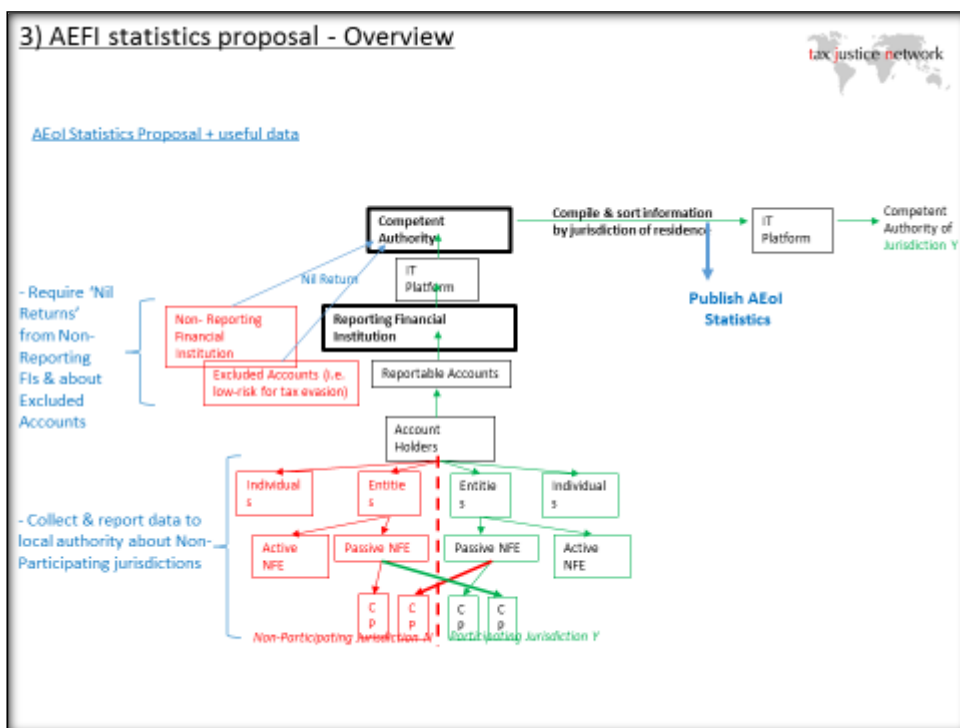 3) AEFI statistics proposal - Overview
tax justice network
AEoI Statistics Proposal + useful data
Competent
Authority
Compile & sort information
by jurisdiction of residence
IT
Platform
Competent
Authority of
Jurisdiction Y
Nil Return
IT
Platform
Publish AEoI
Statistics
- Require 'Nil
Returns'
from Non-
Reporting
FIs & about
Excluded
Accounts
Non- Reporting
Financial
Institution
Reporting Financial
Institution
Excluded Accounts (i.e.
low-risk for tax evasion)
Reportable Accounts
Account
Holders
Individual
s
Entitie
s
Entitie
s
Individual
s
- Collect & report data to
local authority about Non-
Participating jurisdictions
Active
NFE
Passive NFE
Passive NFE
Active
NFE
C
P
C
P
C
P
C
P
Non-Participating Jurisdiction N
Participating Jurisdiction Y